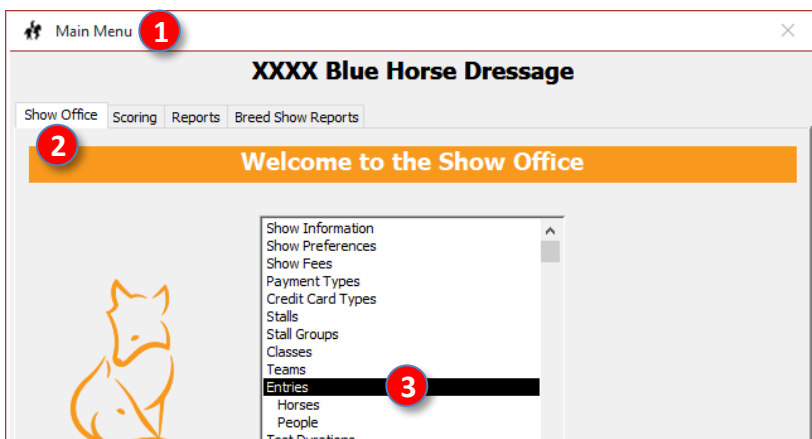 Main Menu 1
XXXX Blue Horse Dressage
Show Office Scoring Reports Breed Show Reports
2
Welcome to the Show Office
Show Information
Show Preferences
Show Fees
Payment Types
Credit Card Types
Stalls
Stall Groups
Classes
Teams
Entries 3
Horses
People
Test Durations